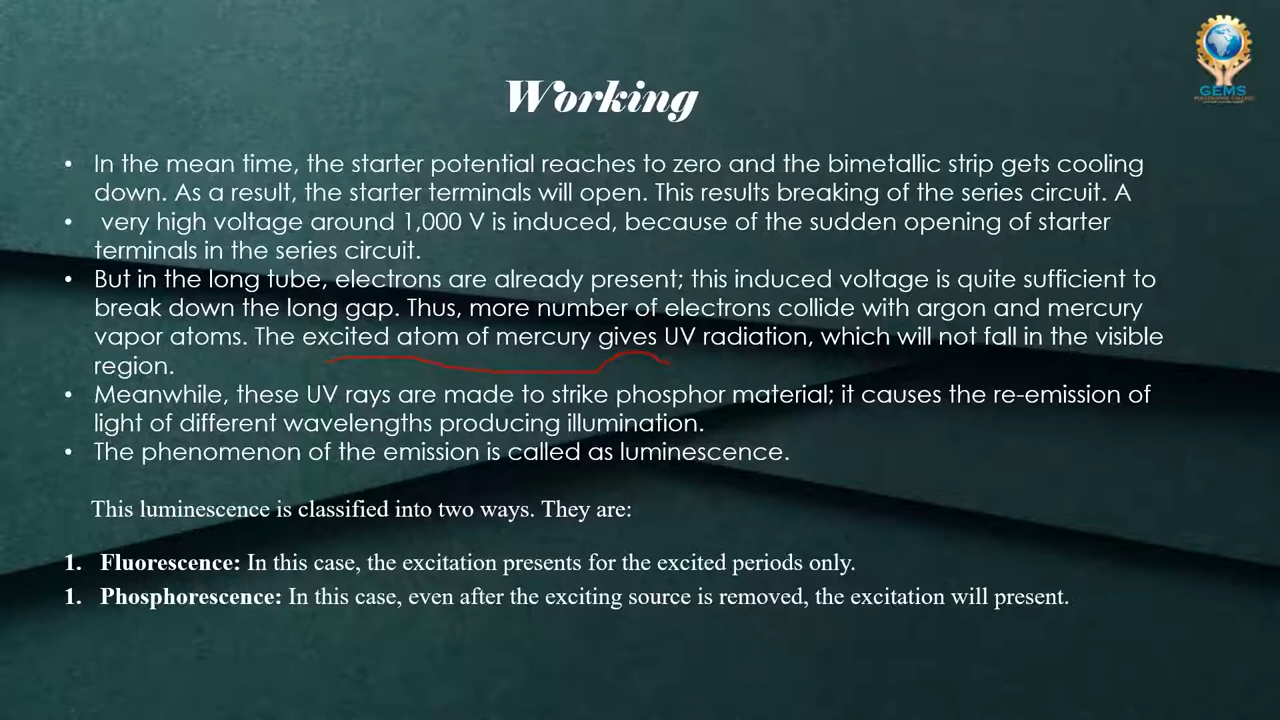 GEMS
Working
• In the mean time, the starter potential reaches to zero and the bimetallic strip gets cooling
down. As a result, the starter terminals will open. This results breaking of the series circuit. A
• very high voltage around 1,000 V is induced, because of the sudden opening of starter
terminals in the series circuit.
• But in the long tube, electrons are already present; this induced voltage is quite sufficient to
break down the long gap. Thus, more number of electrons collide with argon and mercury
vapor atoms. The excited atom of mercury gives UV radiation, which will not fall in the visible
region.
• Meanwhile, these UV rays are made to strike phosphor material; it causes the re-emission of
light of different wavelengths producing illumination.
• The phenomenon of the emission is called as luminescence.
This luminescence is classified into two ways. They are:
1. Fluorescence: In this case, the excitation presents for the excited periods only.
1. Phosphorescence: In this case, even after the exciting source is removed, the excitation will present.